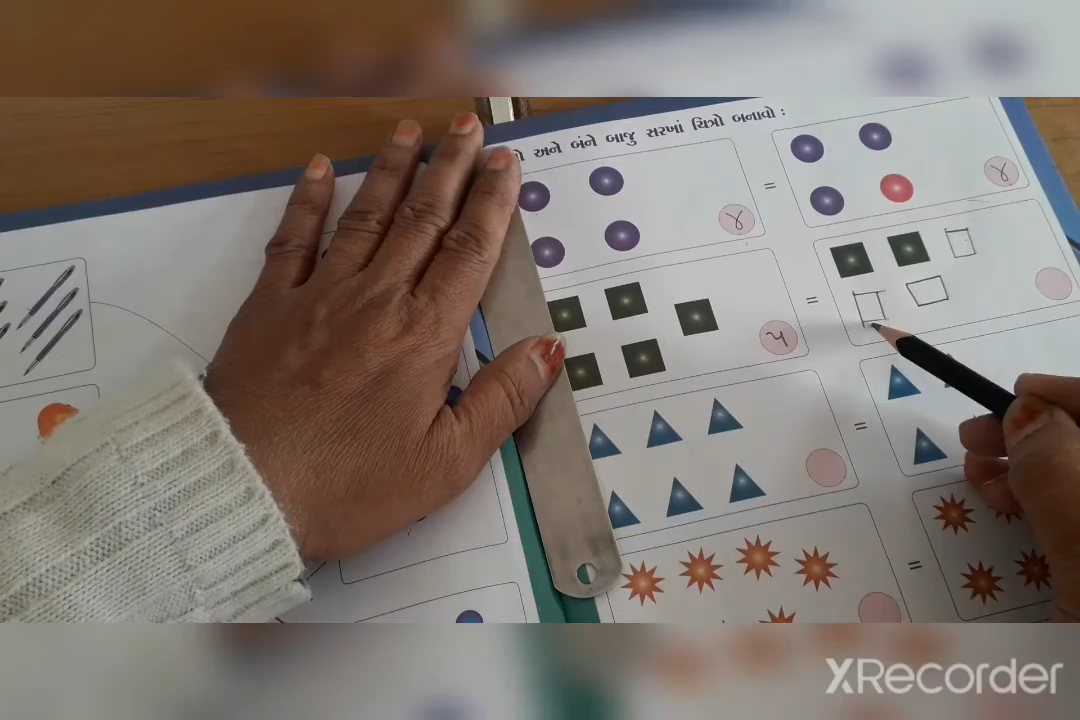 અને બંને બાજુ સરખાં ચિત્રો બનાવો :
૪ = ૪
૫ =
=
=
XRecorder